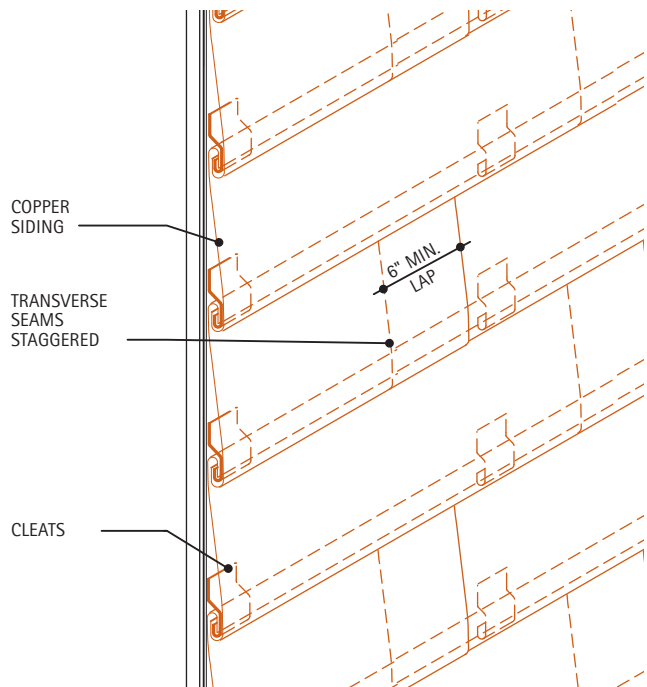 COPPER
SIDING
6" MIN.
LAP
TRANSVERSE
SEAMS
STAGGERED
CLEATS